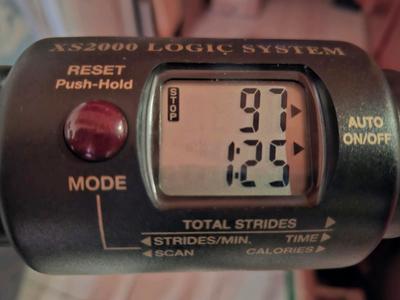 XS2000 LOGIC SYSTEM
RESET
Push-Hold
STOP
97
1:25
AUTO
ON/OFF
MODE
TOTAL STRIDES
STRIDES/MIN. TIME
SCAN CALORIES